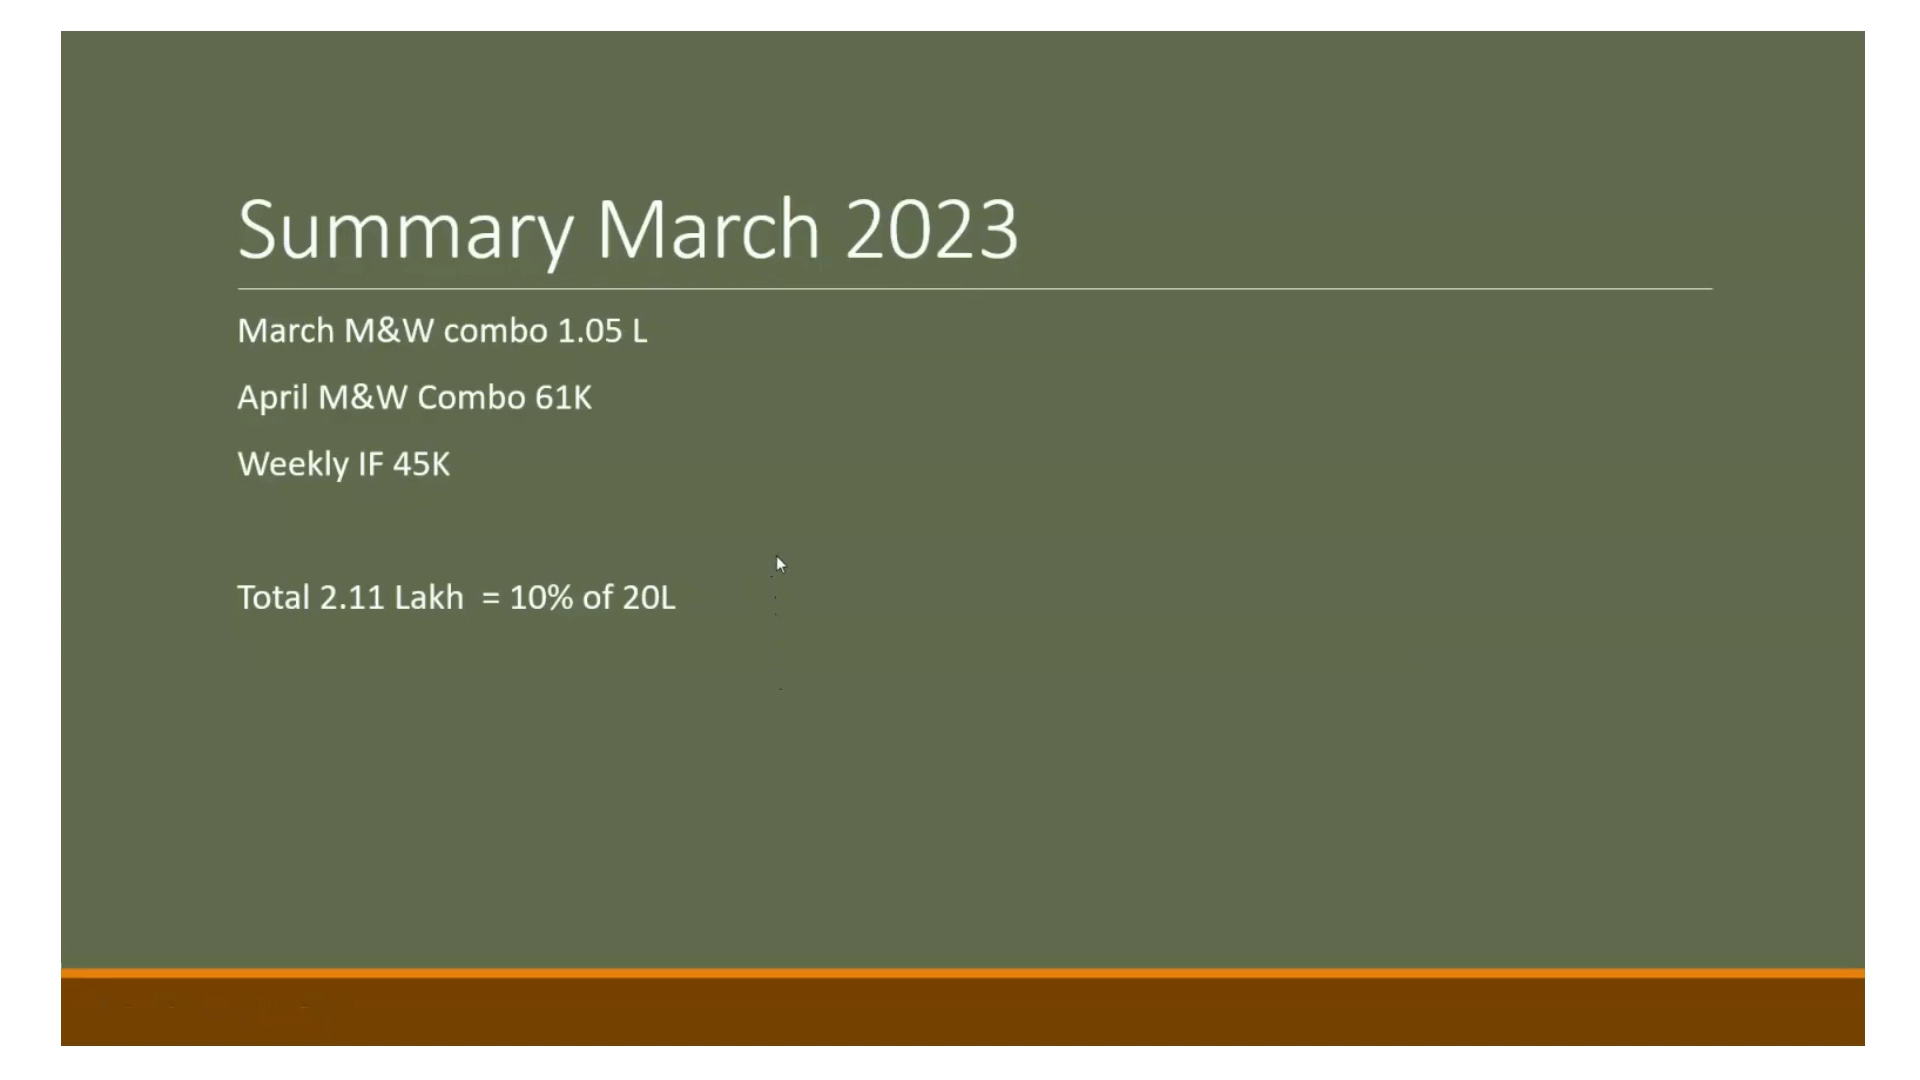 Summary March 2023
March M&W combo 1.05 L
April M&W Combo 61K
Weekly IF 45K
Total 2.11 Lakh  = 10% of 20L